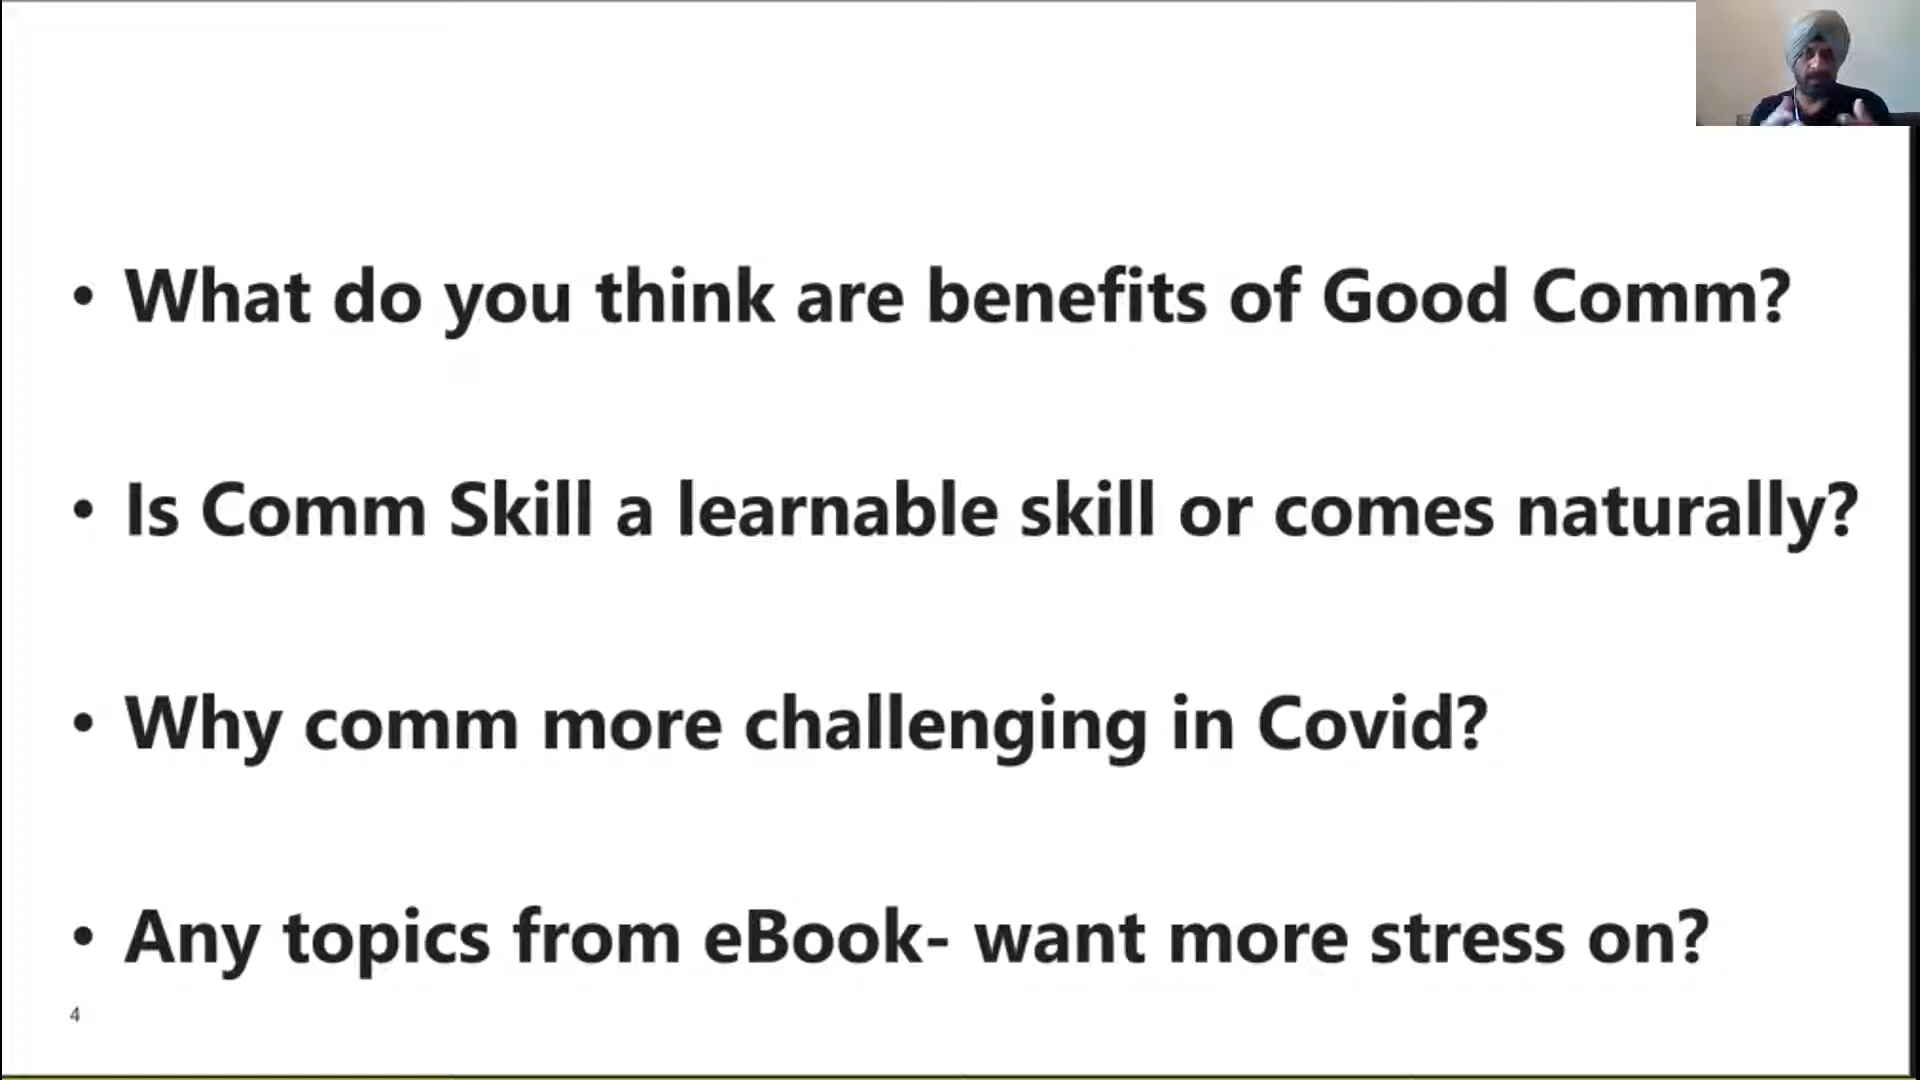 • What do you think are benefits of Good Comm?
• Is Comm Skill a learnable skill or comes naturally?
• Why comm more challenging in Covid?
• Any topics from eBook- want more stress on?
4